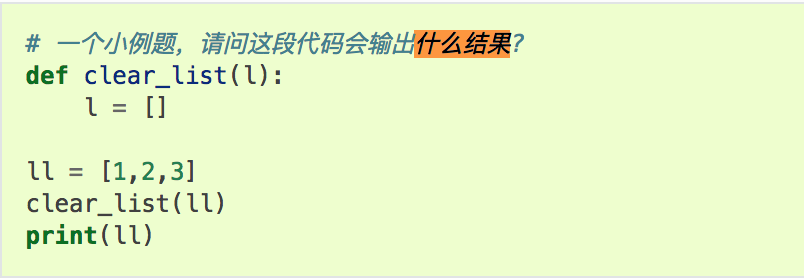 # 一个小例题，请问这段代码会输出什么结果?
def clear_list(l):
    l = []
ll = [1,2,3]
clear_list(ll)
print(ll)